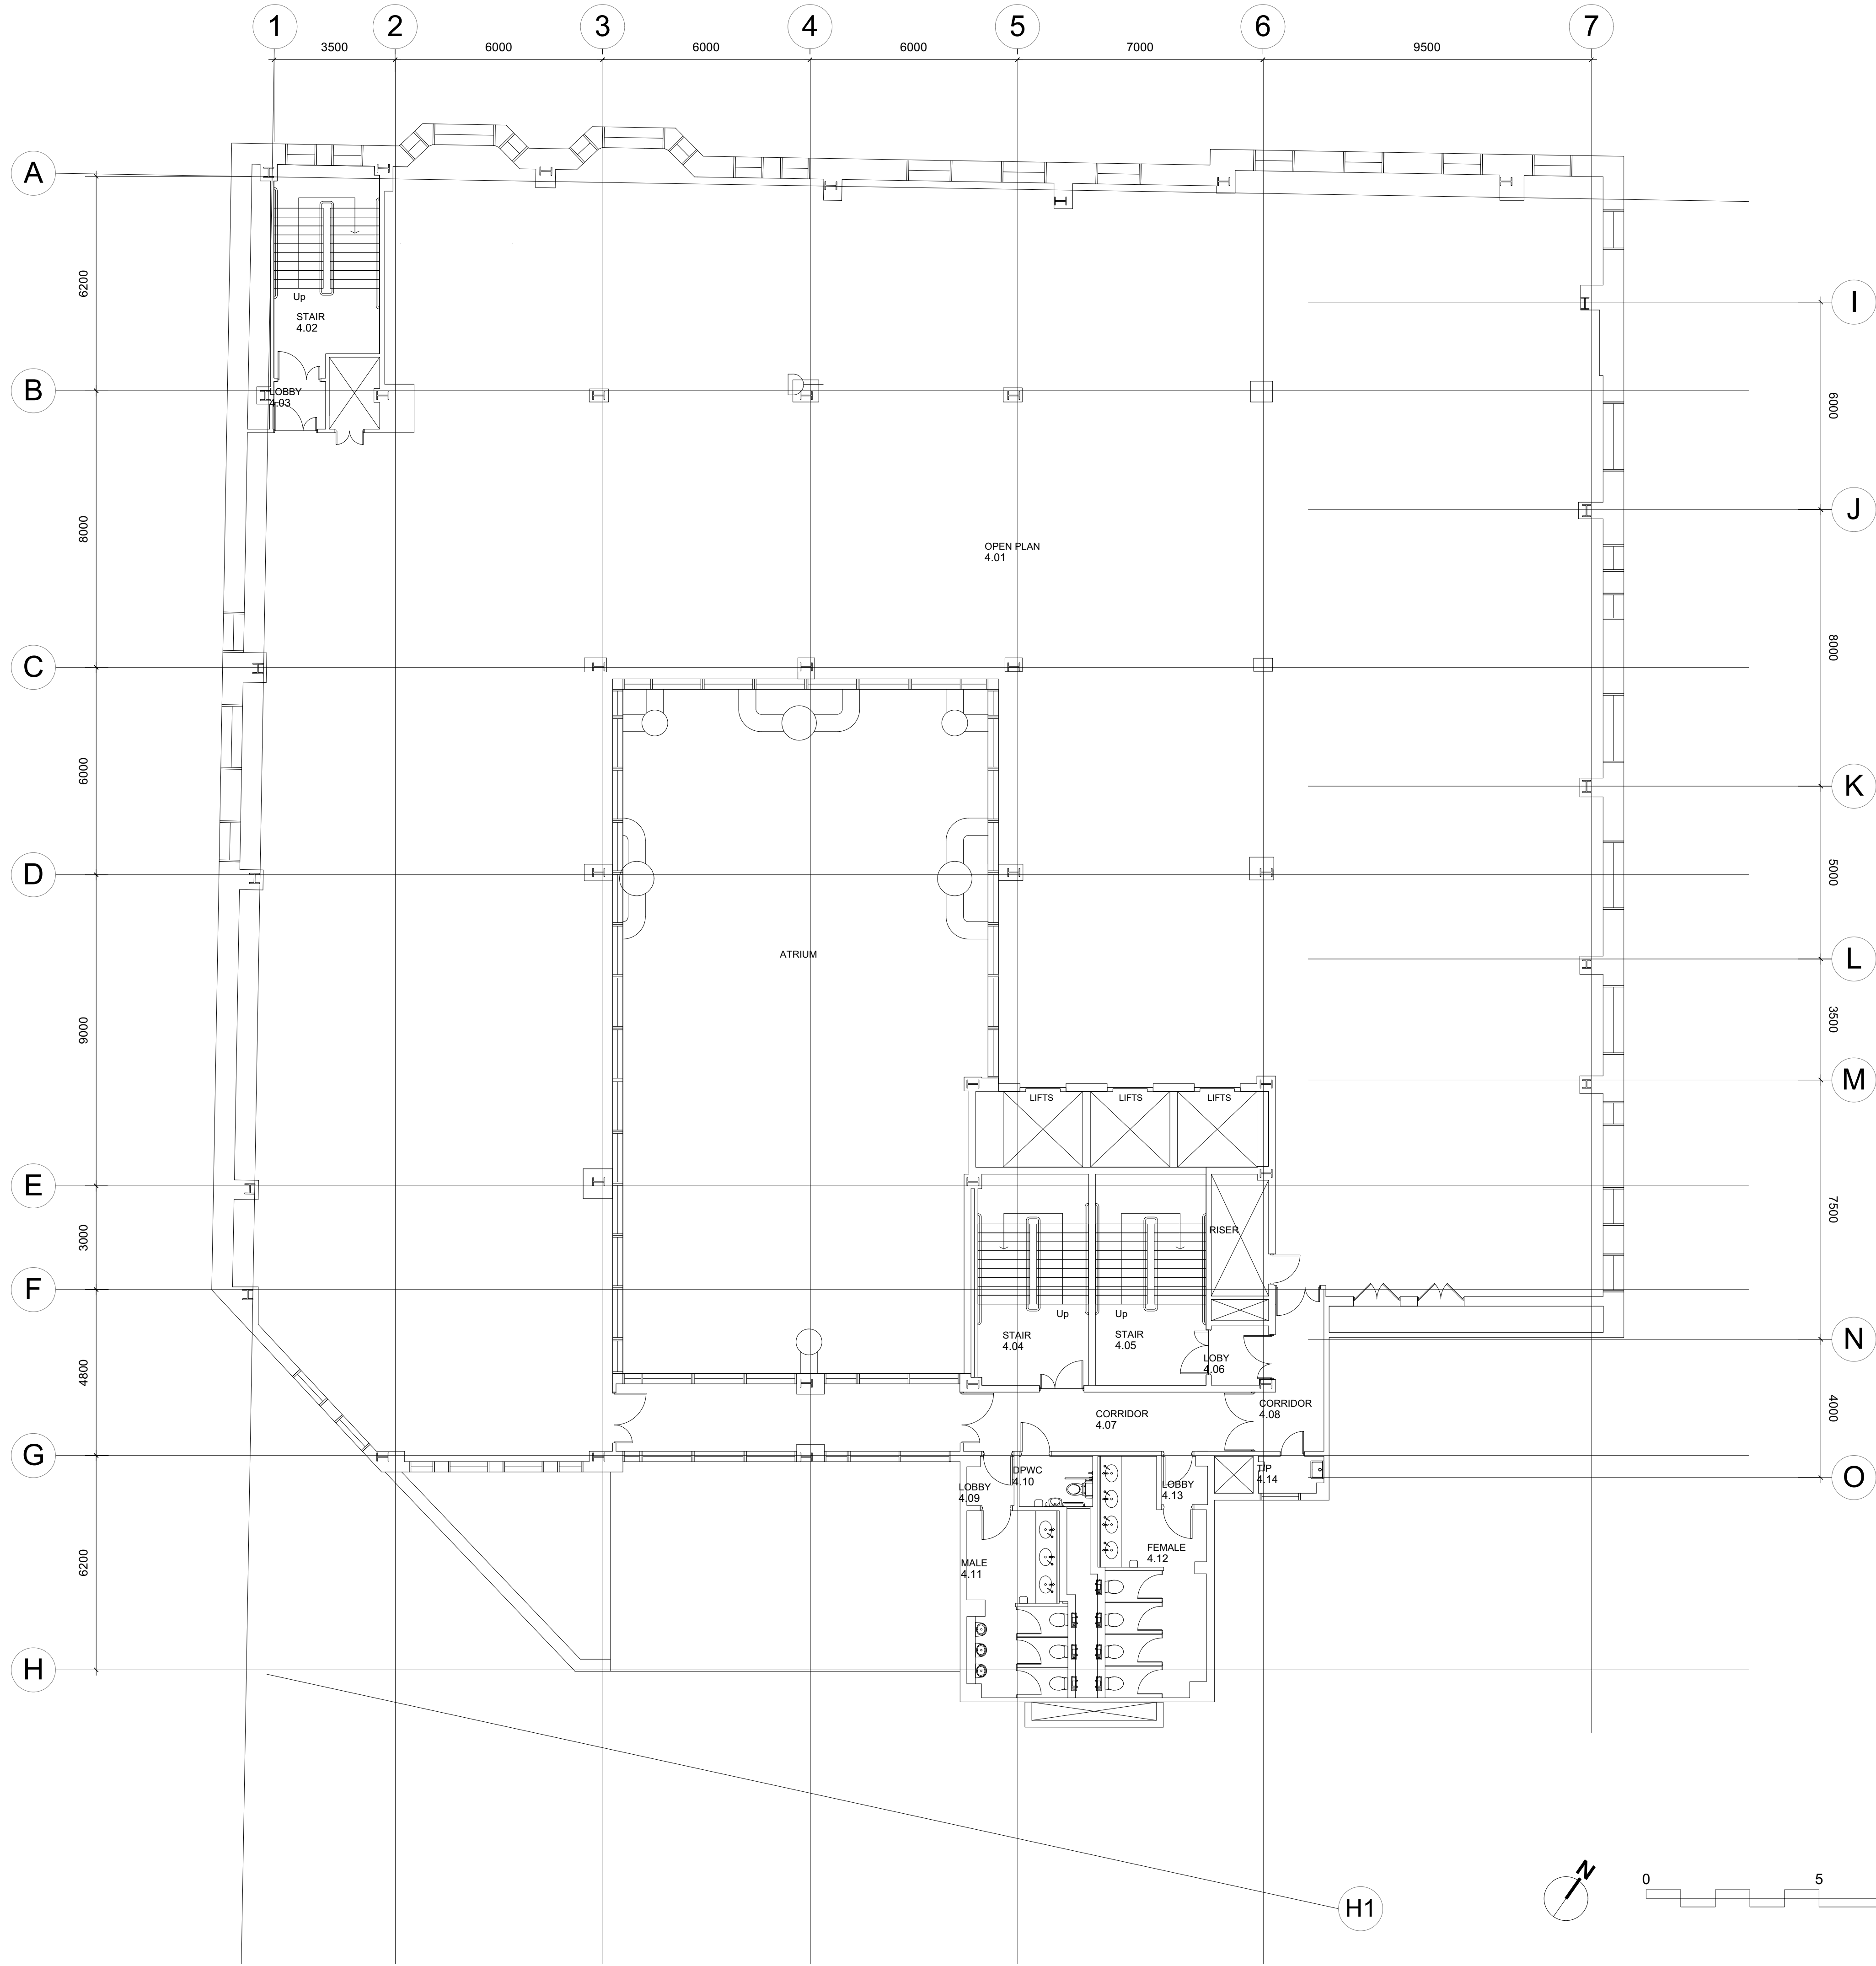 1 2 3 4 5 6 7
3500 6000 6000 6000 7000 9500
A
6200
I
Up
STAIR
4.02
B
LOBBY
4.03
6000
J
8000
OPEN PLAN
4.01
8000
C
6000
K
D
5000
ATRIUM
L
9000
3500
M
LIFTS LIFTS LIFTS
E
3000
RISER
7500
F
Up Up
STAIR
4.04
STAIR
4.05
N
LOBY
4.06
4800
CORRIDOR
4.07
CORRIDOR
4.08
4000
G
O
DPWC
4.10
T/P
4.14
LOBBY
4.09
LOBBY
4.13
6200
MALE
4.11
FEMALE
4.12
H
N
0 5
H1